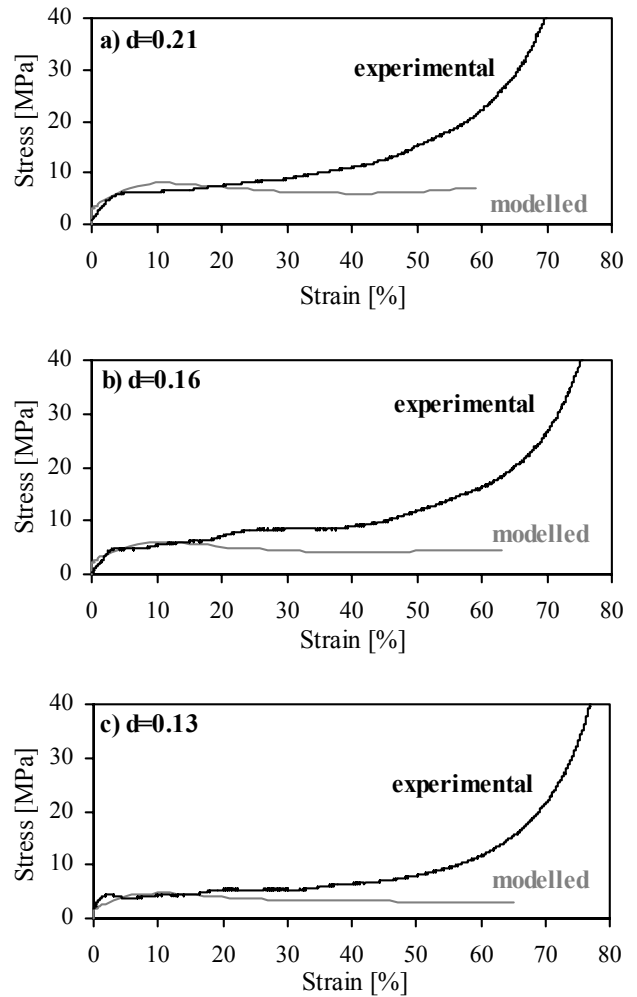 a) d=0.21
experimental
modelled
Stress [MPa]
40
30
20
10
0
0 10 20 30 40 50 60 70 80
Strain [%]
b) d=0.16
experimental
modelled
Stress [MPa]
40
30
20
10
0
0 10 20 30 40 50 60 70 80
Strain [%]
c) d=0.13
experimental
modelled
Stress [MPa]
40
30
20
10
0
0 10 20 30 40 50 60 70 80
Strain [%]